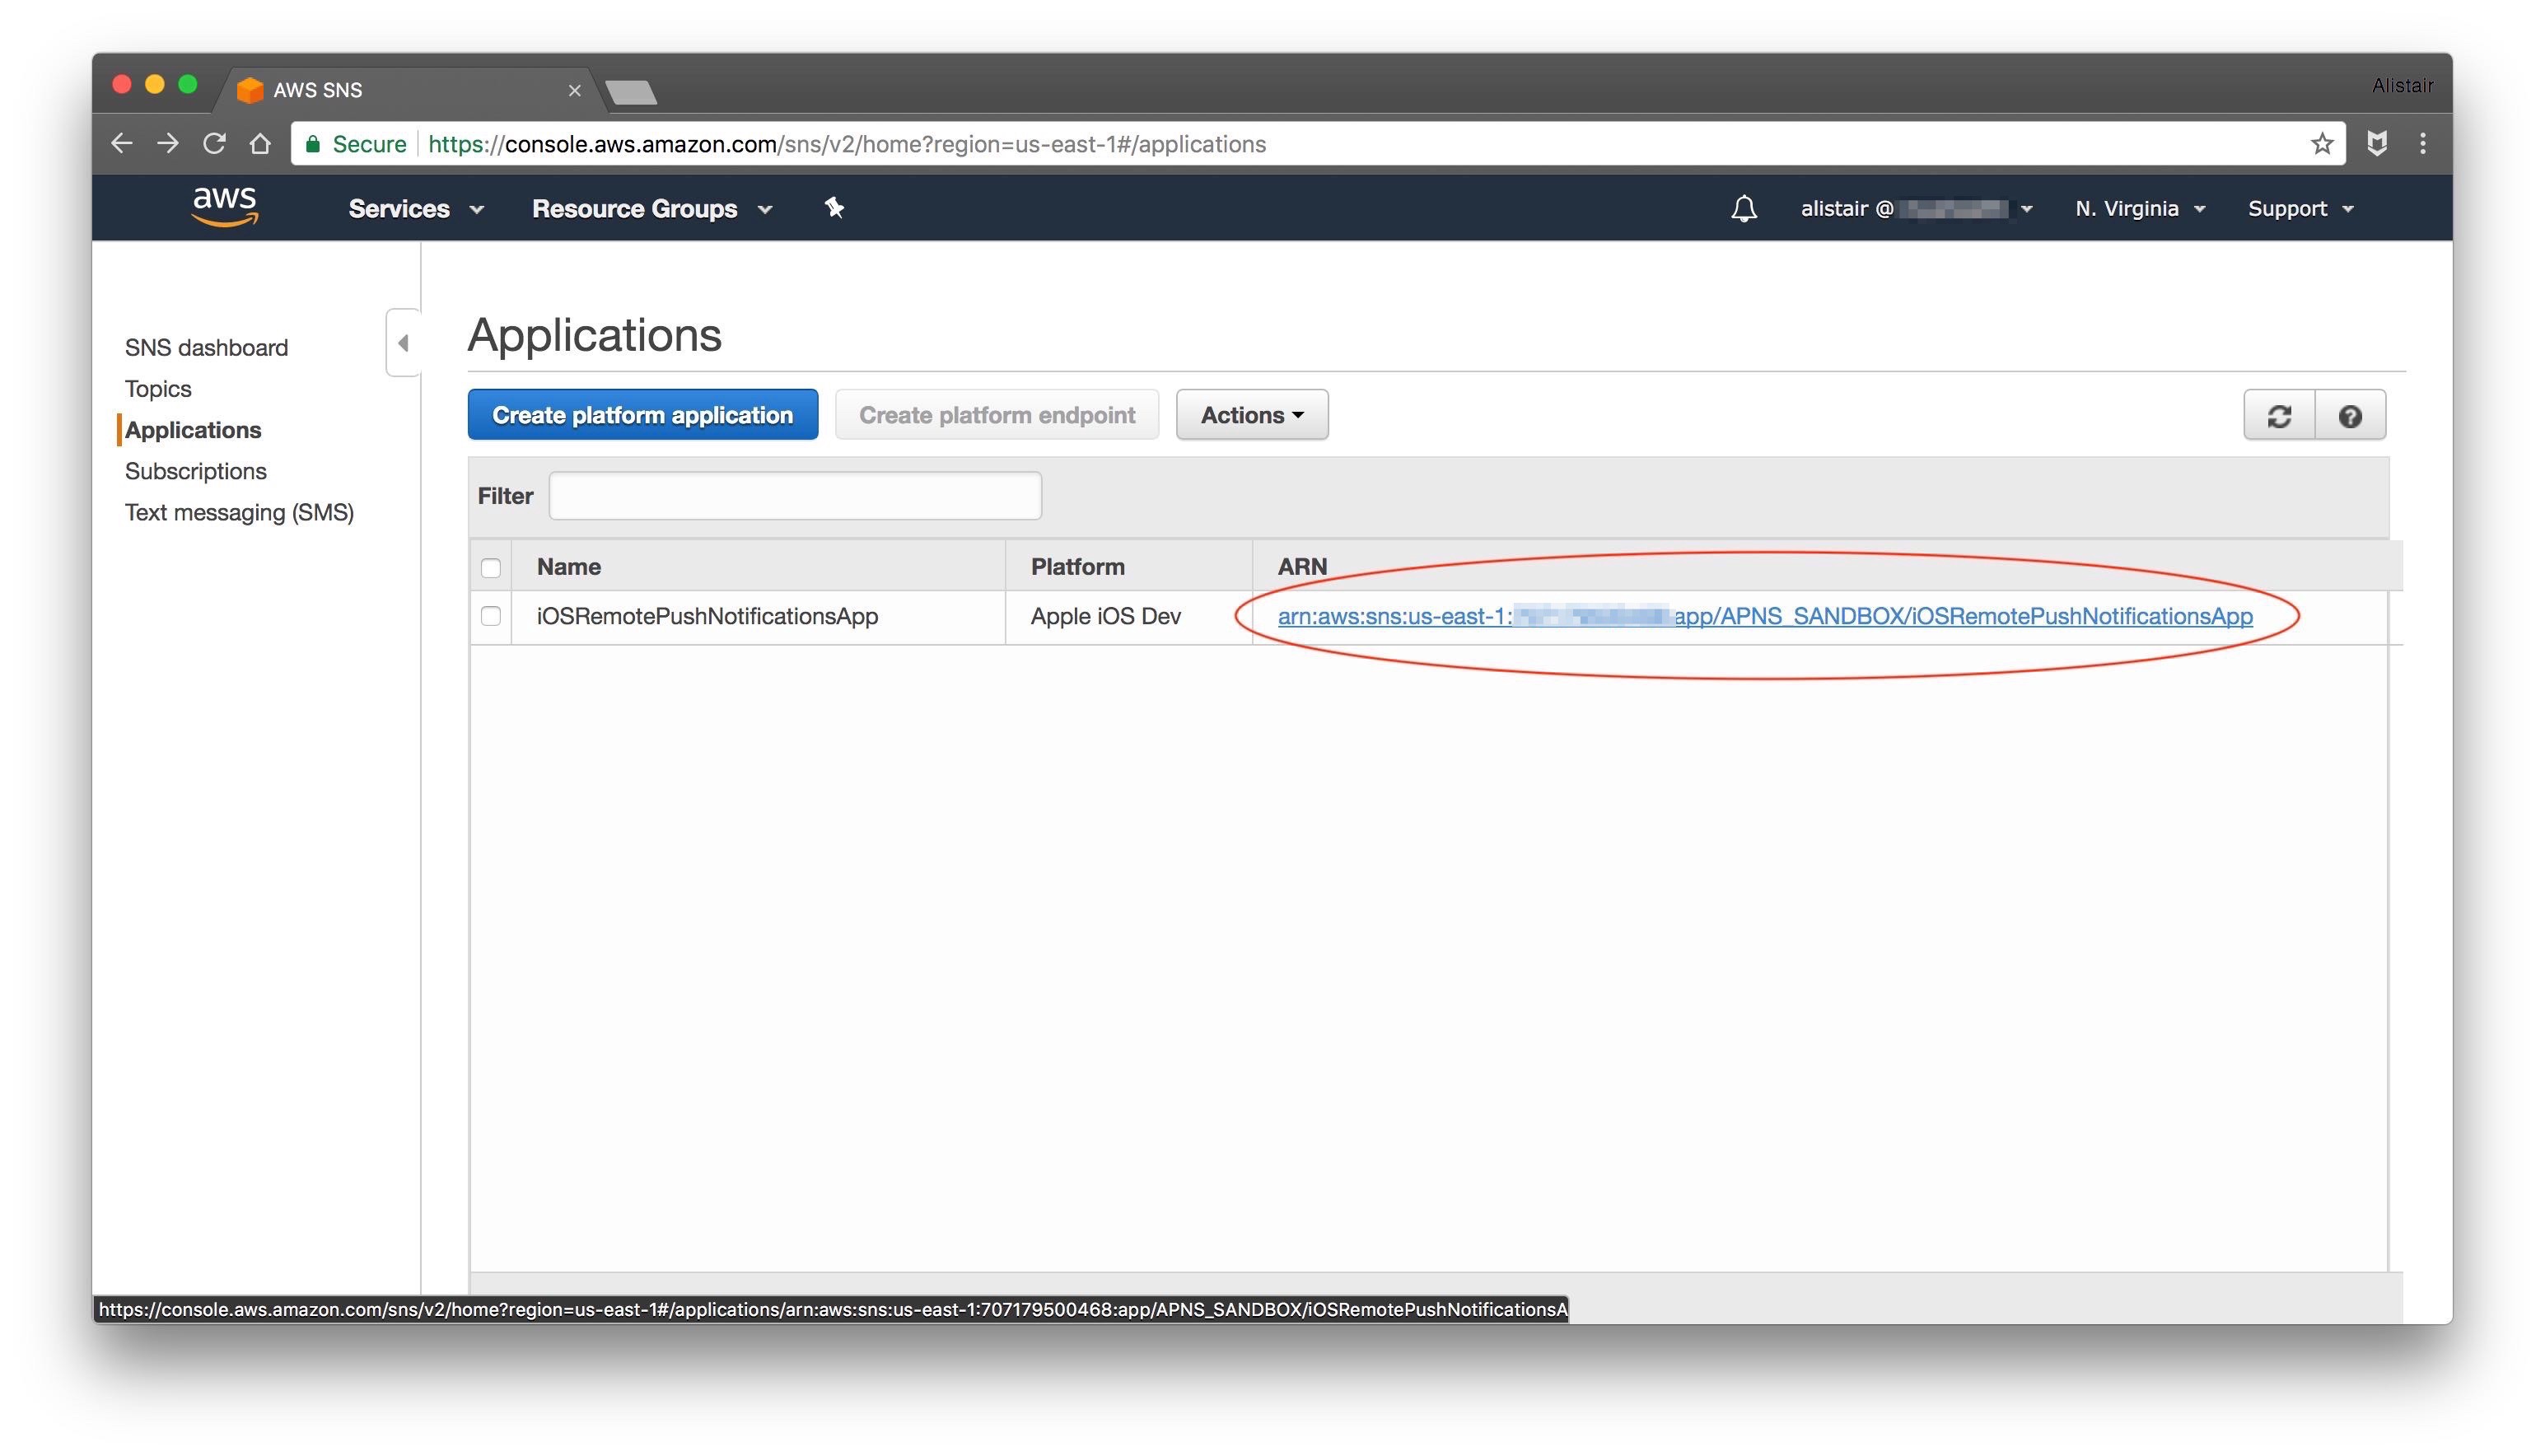 AWS SNS
Alistair
Secure https://console.aws.amazon.com/sns/v2/home?region=us-east-1#/applications
aws Services Resource Groups alistair @ N. Virginia Support
SNS dashboard
Topics
Applications
Subscriptions
Text messaging (SMS)
Applications
Create platform application Create platform endpoint Actions
Filter
Name Platform ARN
iOSRemotePushNotificationsApp Apple iOS Dev arn:aws:sns:us-east-1: app/APNS_SANDBOX/iOSRemotePushNotificationsApp
https://console.aws.amazon.com/sns/v2/home?region=us-east-1#/applications/arn:aws:sns:us-east-1:707179500468:app/APNS_SANDBOX/iOSRemotePushNotificationsA